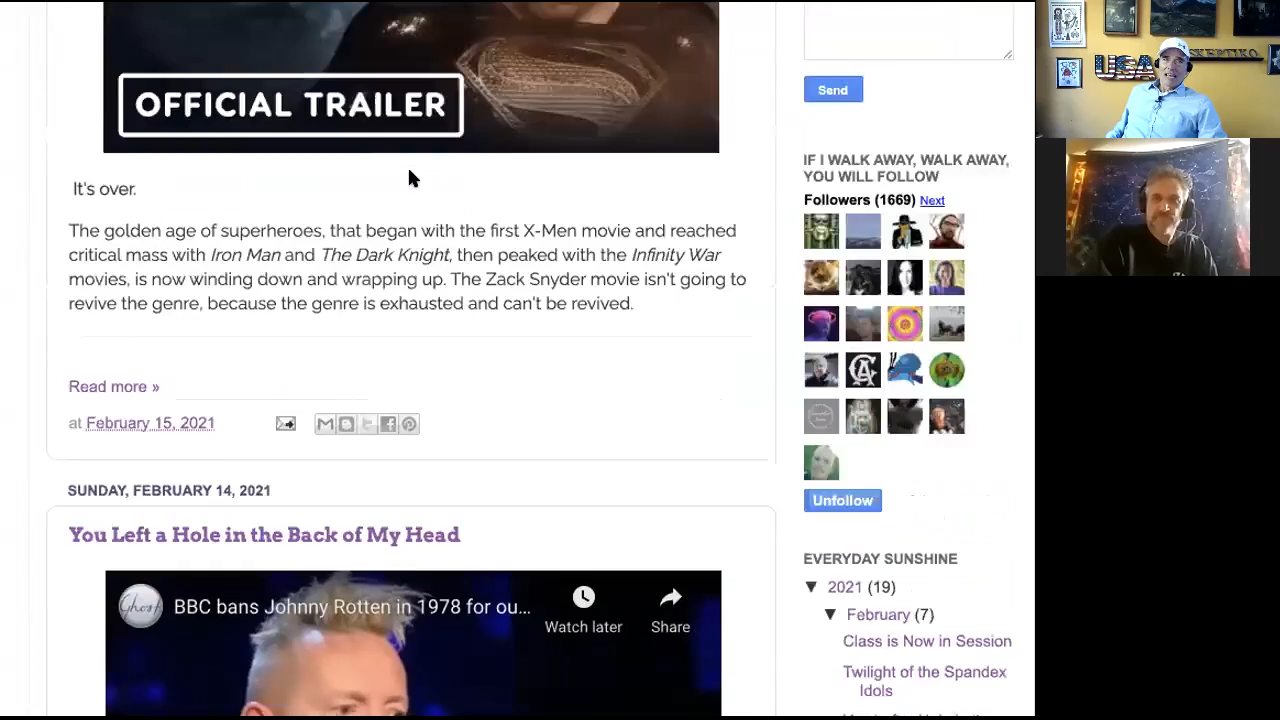 OFFICIAL TRAILER
It's over.
The golden age of superheroes, that began with the first X-Men movie and reached
critical mass with Iron Man and The Dark Knight, then peaked with the Infinity War
movies, is now winding down and wrapping up. The Zack Snyder movie isn't going to
revive the genre, because the genre is exhausted and can't be revived.
Read more »
at February 15, 2021
SUNDAY, FEBRUARY 14, 2021
You Left a Hole in the Back of My Head
Ghost
BBC bans Johnny Rotten in 1978 for ou...
Watch later
Share
Send
IF I WALK AWAY, WALK AWAY,
YOU WILL FOLLOW
Followers (1669) Next
Unfollow
EVERYDAY SUNSHINE
▼ 2021 (19)
▼ February (7)
Class is Now in Session
Twilight of the Spandex
Idols
USA
SKEPTIKO